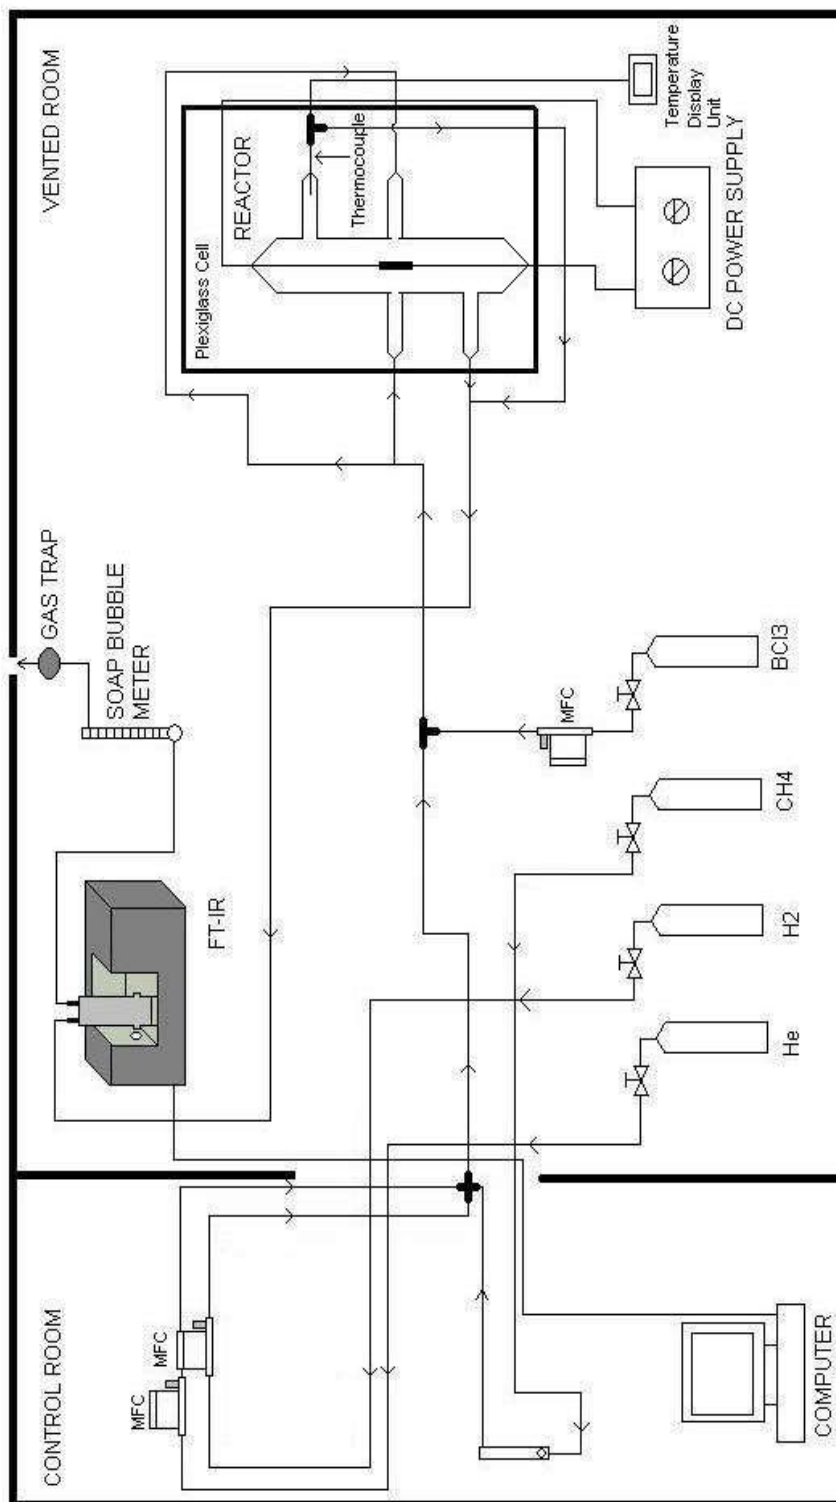 CONTROL ROOM
VENTED ROOM
MFC
MFC
FT-IR
SOAP BUBBLE
METER
GAS TRAP
Plexiglass Cell
REACTOR
Thermocouple
Temperature
Display
Unit
DC POWER SUPPLY
MFC
He
H2
CH4
BCl3
COMPUTER